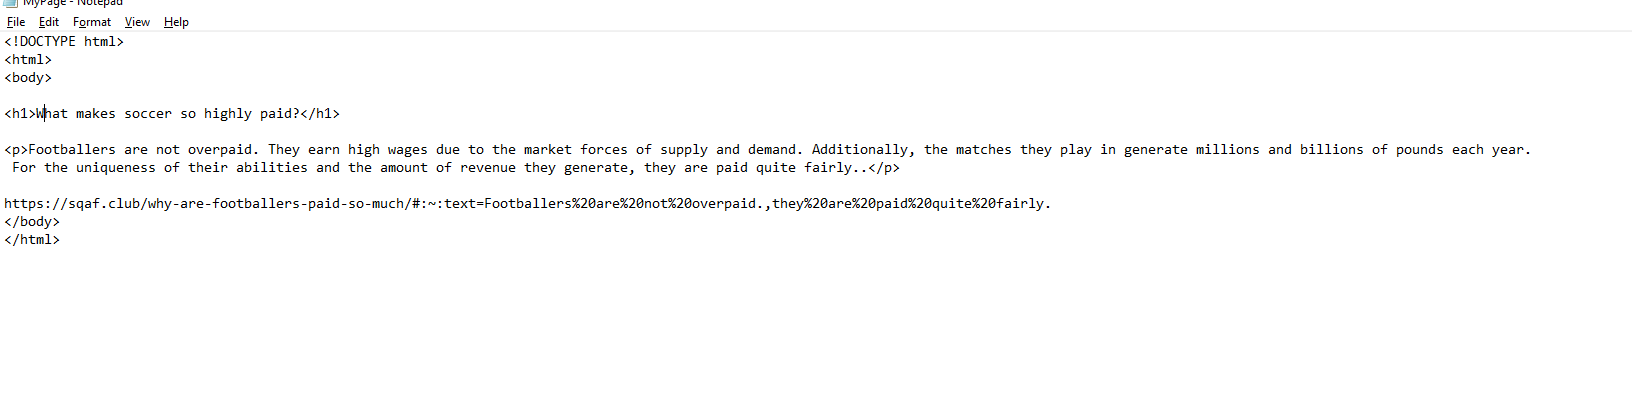 MyPage - Notepad
File Edit Format View Help
<!DOCTYPE html>
<html>
<body>
<h1>What makes soccer so highly paid?</h1>
<p>Footballers are not overpaid. They earn high wages due to the market forces of supply and demand. Additionally, the matches they play in generate millions and billions of pounds each year.
For the uniqueness of their abilities and the amount of revenue they generate, they are paid quite fairly..</p>
https://sqaf.club/why-are-footballers-paid-so-much/#:~:text=Footballers%20are%20not%20overpaid.,they%20are%20paid%20quite%20fairly.
</body>
</html>